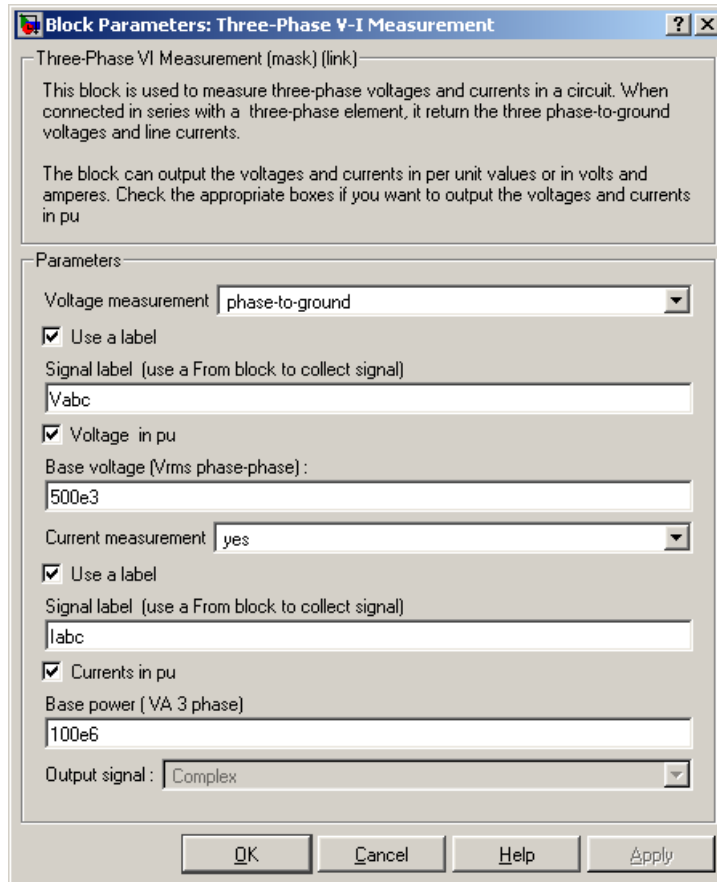 Block Parameters: Three-Phase V-I Measurement
Three-Phase VI Measurement (mask) (link)
This block is used to measure three-phase voltages and currents in a circuit. When
connected in series with a three-phase element, it return the three phase-to-ground
voltages and line currents.
The block can output the voltages and currents in per unit values or in volts and
amperes. Check the appropriate boxes if you want to output the voltages and currents
in pu
Parameters
Voltage measurement phase-to-ground
Use a label
Signal label (use a From block to collect signal)
Vabc
Voltage in pu
Base voltage (Vrms phase-phase) :
500e3
Current measurement yes
Use a label
Signal label (use a From block to collect signal)
Iabc
Currents in pu
Base power ( VA 3 phase)
100e6
Output signal : Complex
OK Cancel Help Apply